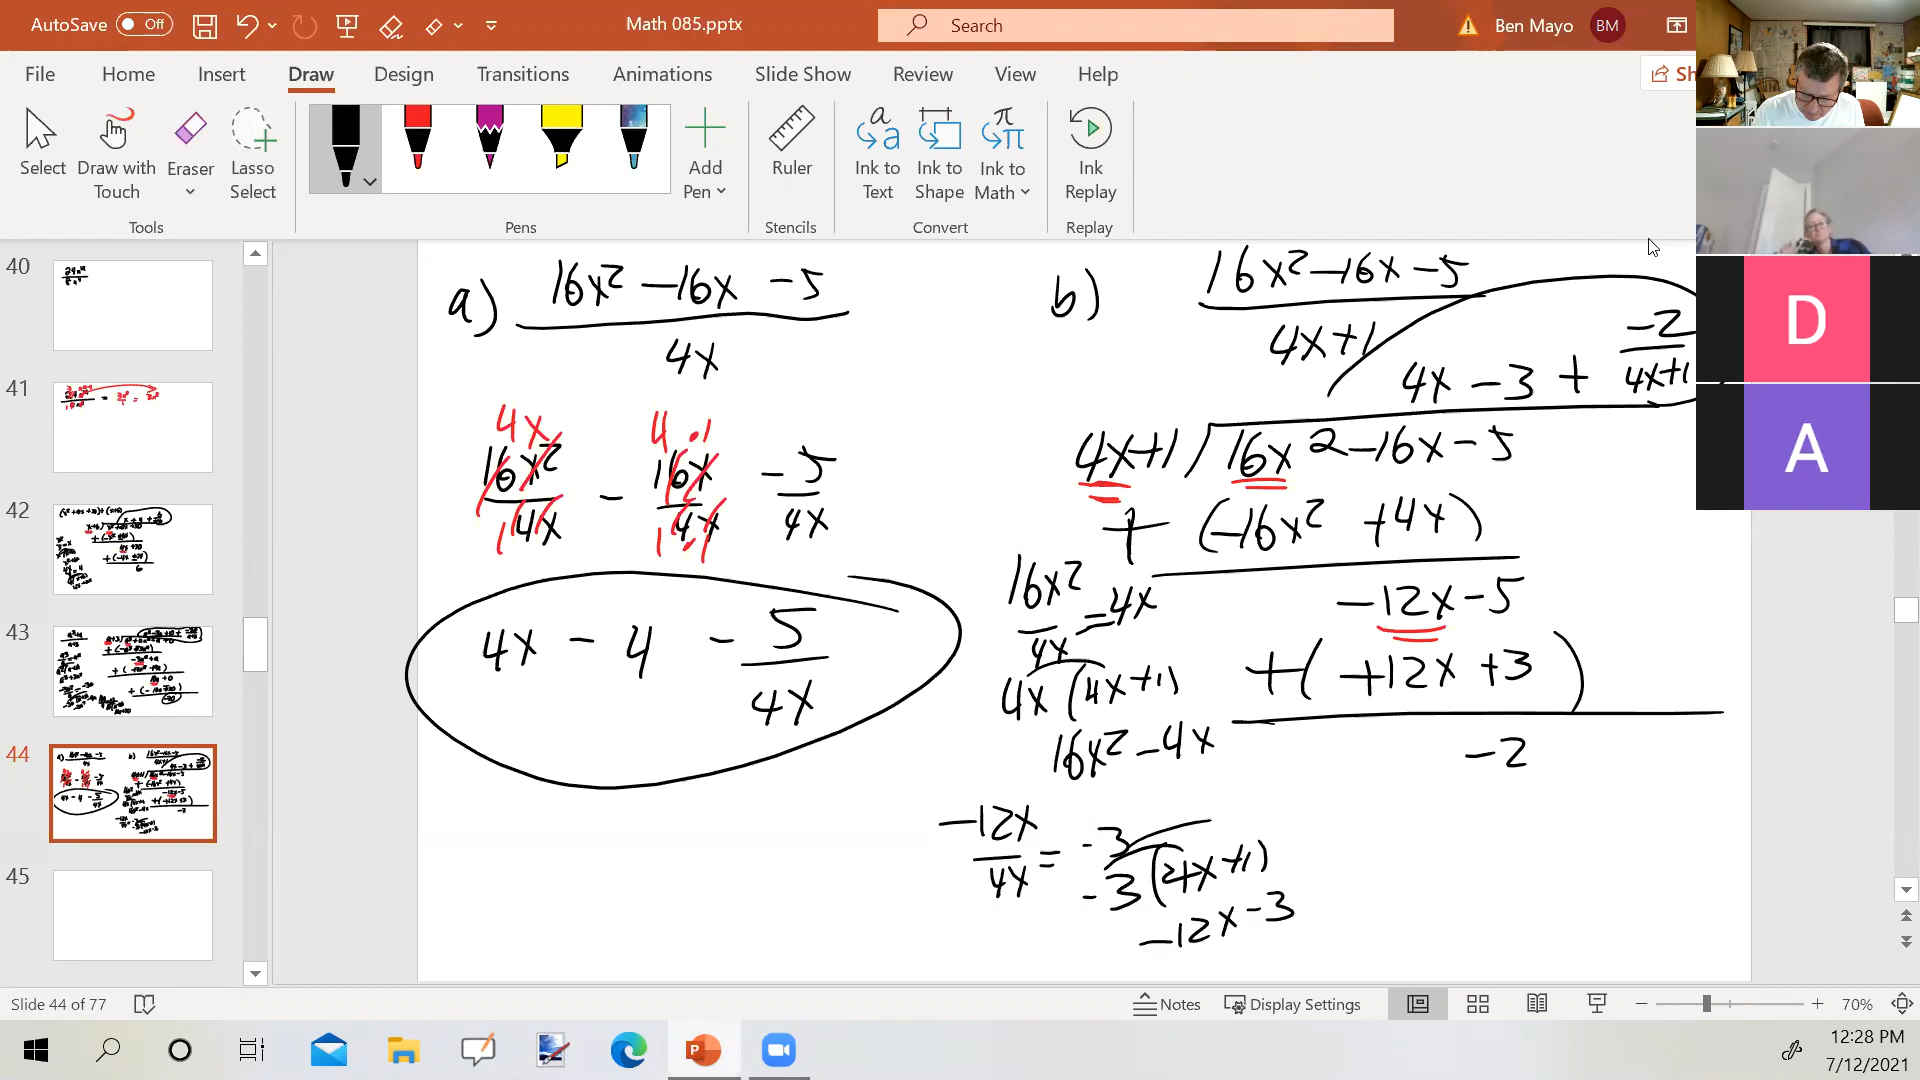 AutoSave Off
Math 085.pptx
Search
Ben Mayo BM
File Home Insert Draw Design Transitions Animations Slide Show Review View Help
Sh
Select
Draw with Touch
Eraser
Lasso Select
Add Pen
Ruler
a
a
Ink to Text
Ink to Shape
π
π
Ink to Math
Ink Replay
Tools Pens Stencils Convert Replay
D
A
40
41
42
43
44
45
a) 16x² - 16x - 5
4x
4x 4 · 1
16x² - 16x - 5
4x 4x 4x
1 1 · 1
4x - 4 - 5
4x
b) 16x² - 16x - 5
4x+1
4x - 3 + -2
4x+1
4x+1 16x² - 16x - 5
+ (-16x² + 4x)
16x² = 4x
4x
-12x - 5
4x (4x+1)
+( +12x + 3 )
16x² - 4x
-2
-12x = -3
4x
-3 (4x+1)
-12x - 3
Slide 44 of 77
Notes
Display Settings
70%
12:28 PM
7/12/2021